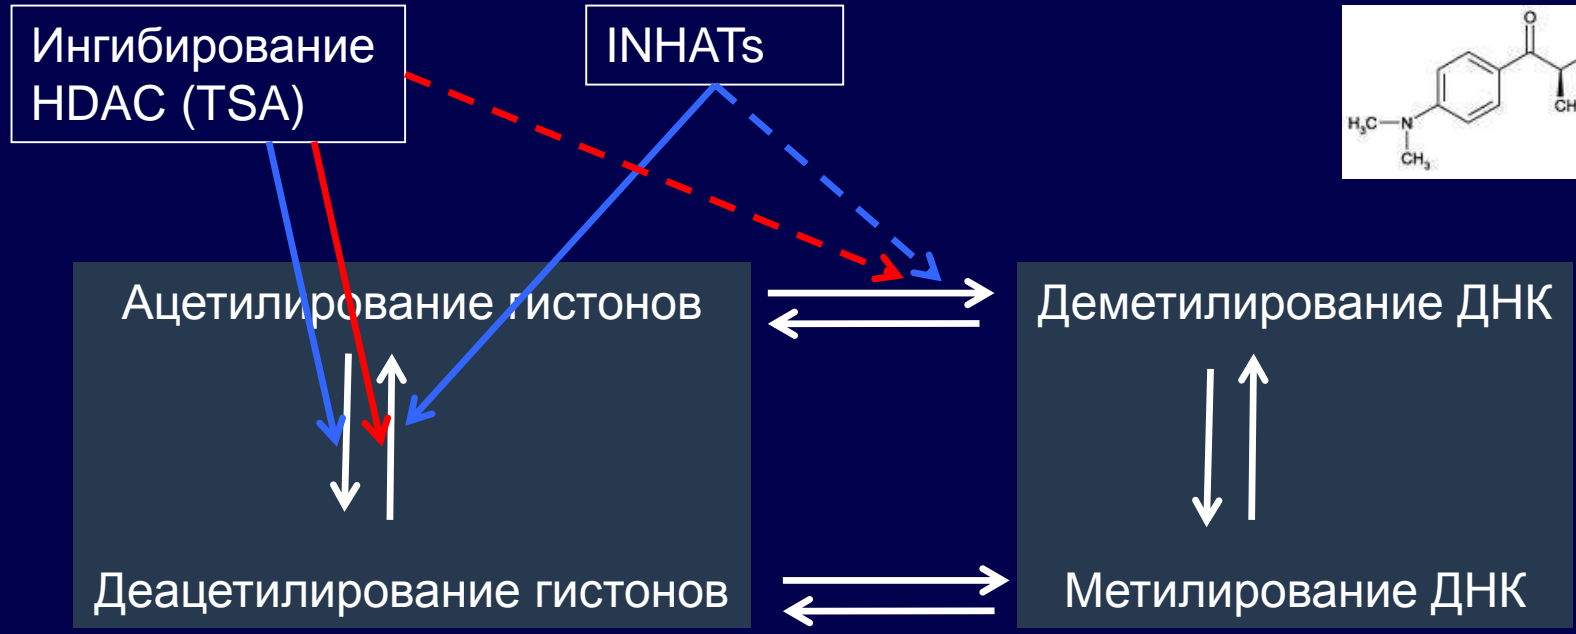 Ингибирование
HDAC (TSA)
INHATs
O
CH
H₃C
N
CH₃
Ацетилирование гистонов
Деметилирование ДНК
Деацетилирование гистонов
Метилирование ДНК